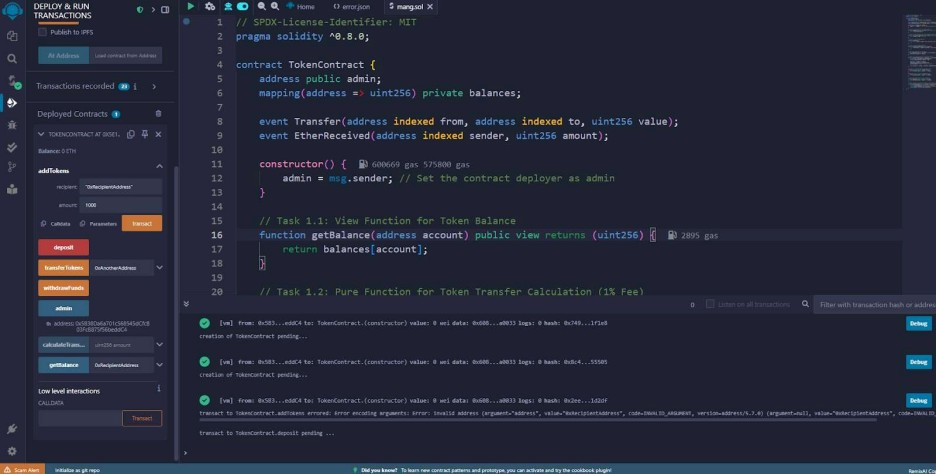 DEPLOY & RUN
TRANSACTIONS
Publish to IPFS
At Address
Load contract from Address
Transactions recorded
Deployed Contracts 1
TOKENCONTRACT AT 0X5E1...
Balance: 0 ETH
addTokens
recipient: "0xRecipientAddress"
amount: 1000
Calldata
Parameters
transact
deposit
transferTokens
0xAnotherAddress
withdrawFunds
admin
calculateTrans...
uint256 amount
getBalance
0xRecipientAddress
Low level interactions
CALLDATA
Transact
Scam Alert
Initialize as git repo
Home
error.json
mang.sol
1 // SPDX-License-Identifier: MIT
2 pragma solidity ^0.8.0;
3
4 contract TokenContract {
5 address public admin;
6 mapping(address => uint256) private balances;
7
8 event Transfer(address indexed from, address indexed to, uint256 value);
9 event EtherReceived(address indexed sender, uint256 amount);
10
11 constructor() { 600669 gas 575800 gas
12 admin = msg.sender; // Set the contract deployer as admin
13 }
14
15 // Task 1.1: View Function for Token Balance
16 function getBalance(address account) public view returns (uint256) { 2895 gas
17 return balances[account];
18 }
19
20 // Task 1.2: Pure Function for Token Transfer Calculation (1% Fee)
0
Listen on all transactions
Filter with transaction hash or address
[vm] from: 0x5B3...eddC4 to: TokenContract.(constructor) value: 0 wei data: 0x608...a0033 logs: 0 hash: 0x749...1f1e0
Debug
creation of TokenContract pending...
[vm] from: 0x5B3...eddC4 to: TokenContract.(constructor) value: 0 wei data: 0x608...a0033 logs: 0 hash: 0x8c4...55505
Debug
creation of TokenContract pending...
[vm] from: 0x5B3...eddC4 to: TokenContract.(constructor) value: 0 wei data: 0x608...a0033 logs: 0 hash: 0x2ee...1d2df
Debug
transact to TokenContract.addTokens errored: Error encoding arguments: Error: invalid address (argument="address", value="0xRecipientAddress", code=INVALID_ARGUMENT, version=address/5.7.0) (argument=null, value="0xRecipientAddress", code=INVALID_
transact to TokenContract.deposit pending ...
>
Did you know? To learn new contract patterns and prototype, you can activate and try the cookbook plugin!
RemixAI Cop